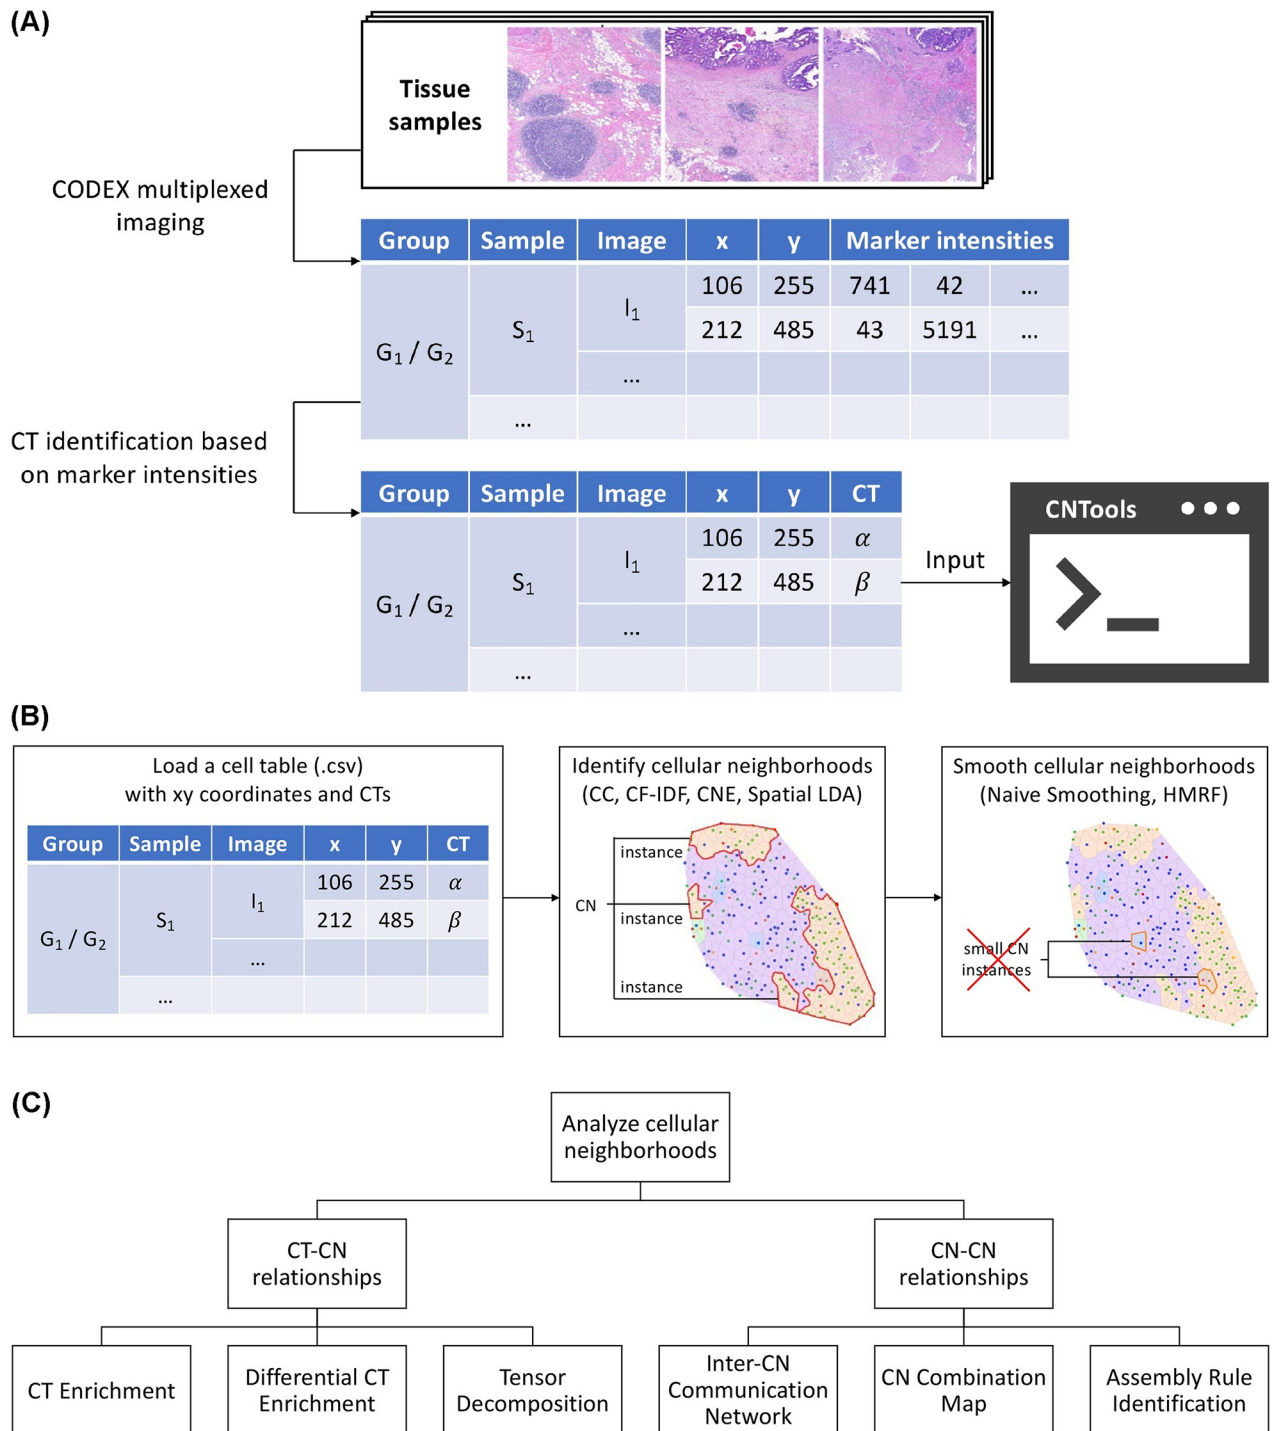 (A)
Tissue
samples
CODEX multiplexed
imaging
Group Sample Image x y Marker intensities
G1 / G2 S1 I1 106 255 741 42 ...
212 485 43 5191 ...
...
...
CT identification based
on marker intensities
Group Sample Image x y CT
G1 / G2 S1 I1 106 255 α
212 485 β
...
...
Input
CNTools
>_
(B)
Load a cell table (.csv)
with xy coordinates and CTs
Group Sample Image x y CT
G1 / G2 S1 I1 106 255 α
212 485 β
...
...
Identify cellular neighborhoods
(CC, CF-IDF, CNE, Spatial LDA)
instance
CN
instance
instance
Smooth cellular neighborhoods
(Naive Smoothing, HMRF)
small CN
instances
(C)
Analyze cellular
neighborhoods
CT-CN
relationships
CN-CN
relationships
CT Enrichment
Differential CT
Enrichment
Tensor
Decomposition
Inter-CN
Communication
Network
CN Combination
Map
Assembly Rule
Identification